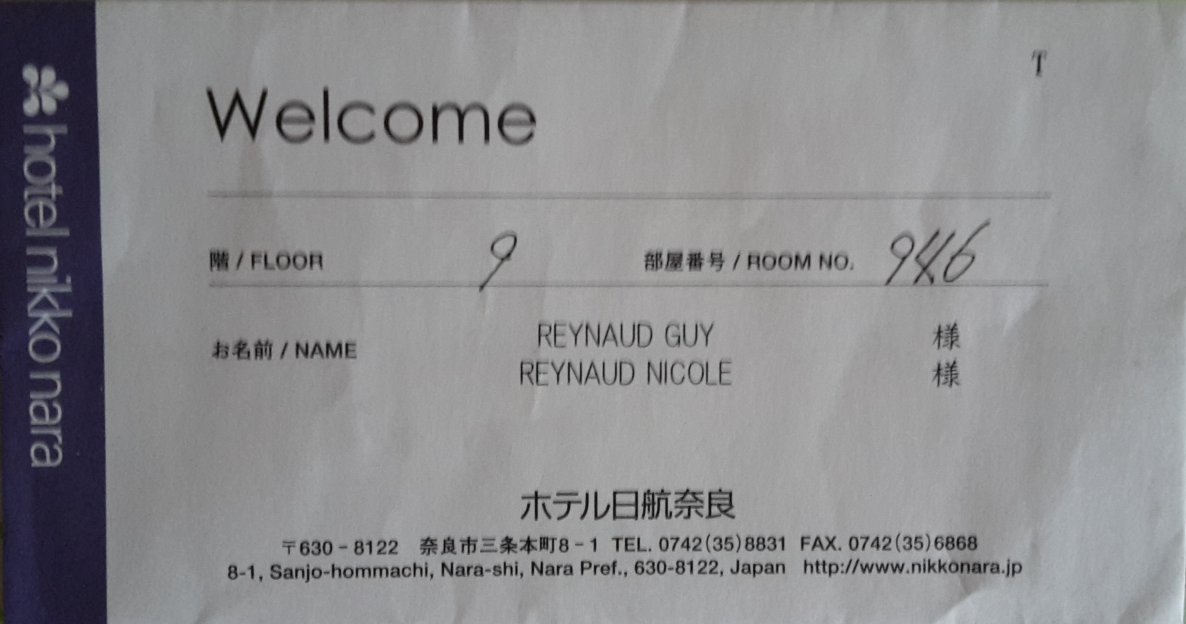 hotel nikko nara
T
Welcome
階 / FLOOR 9 部屋番号 / ROOM NO. 946
お名前 / NAME
REYNAUD GUY 様
REYNAUD NICOLE 様
ホテル日航奈良
〒630-8122 奈良市三条本町8-1 TEL. 0742(35)8831 FAX. 0742(35)6868
8-1, Sanjo-hommachi, Nara-shi, Nara Pref., 630-8122, Japan http://www.nikkonara.jp